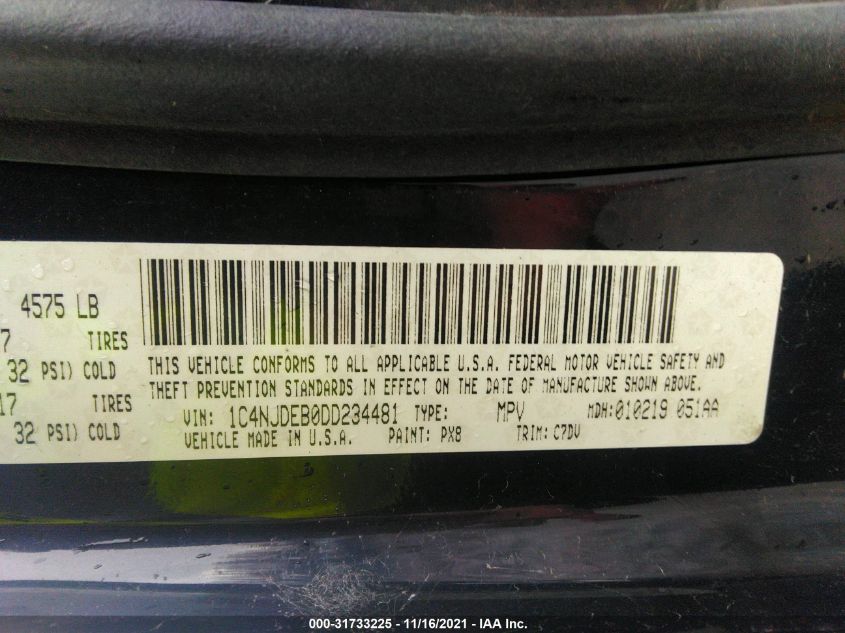 4575 LB
7 TIRES
32 PSI) COLD
17 TIRES
32 PSI) COLD
THIS VEHICLE CONFORMS TO ALL APPLICABLE U.S.A. FEDERAL MOTOR VEHICLE SAFETY AND
THEFT PREVENTION STANDARDS IN EFFECT ON THE DATE OF MANUFACTURE SHOWN ABOVE.
VIN: 1C4NJDEB0DD234481 TYPE: MPV MDH:010219 051AA
VEHICLE MADE IN U.S.A. PAINT: PX8 TRIM: C7DV
000-31733225 - 11/16/2021 - IAA Inc.